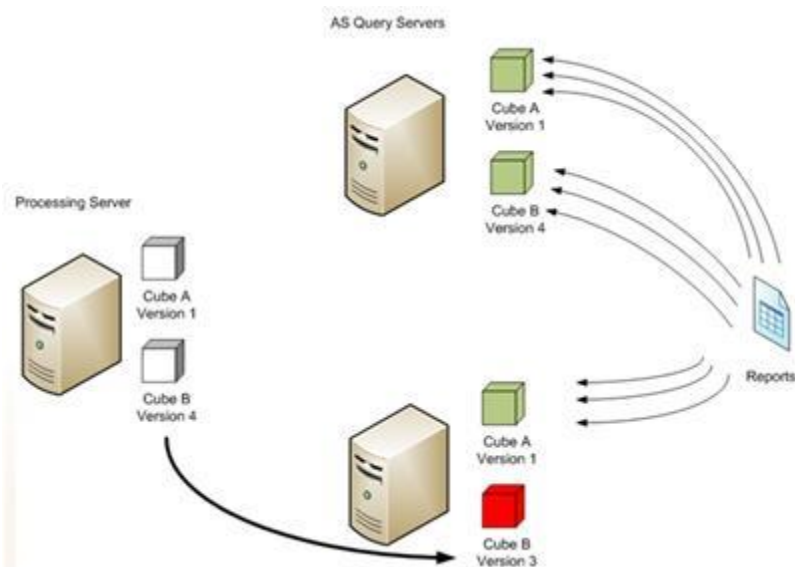 AS Query Servers
Cube A
Version 1
Cube B
Version 4
Processing Server
Cube A
Version 1
Cube B
Version 4
Reports
Cube A
Version 1
Cube B
Version 3